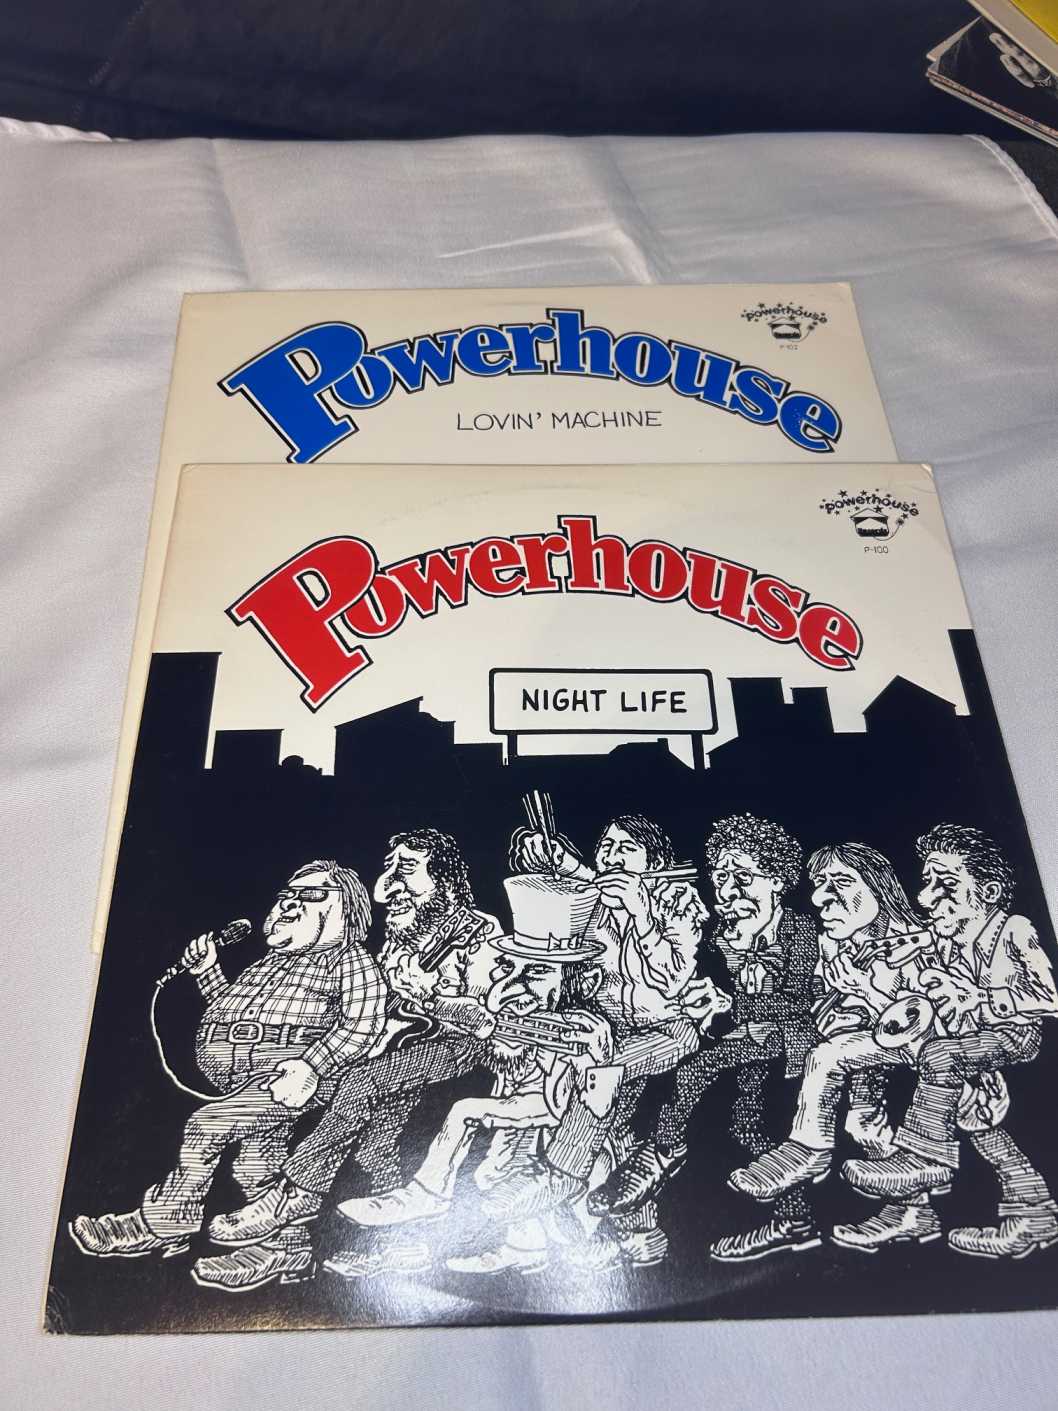 Powerhouse
powerhouse
P-102
LOVIN' MACHINE
Powerhouse
powerhouse
P-100
NIGHT LIFE